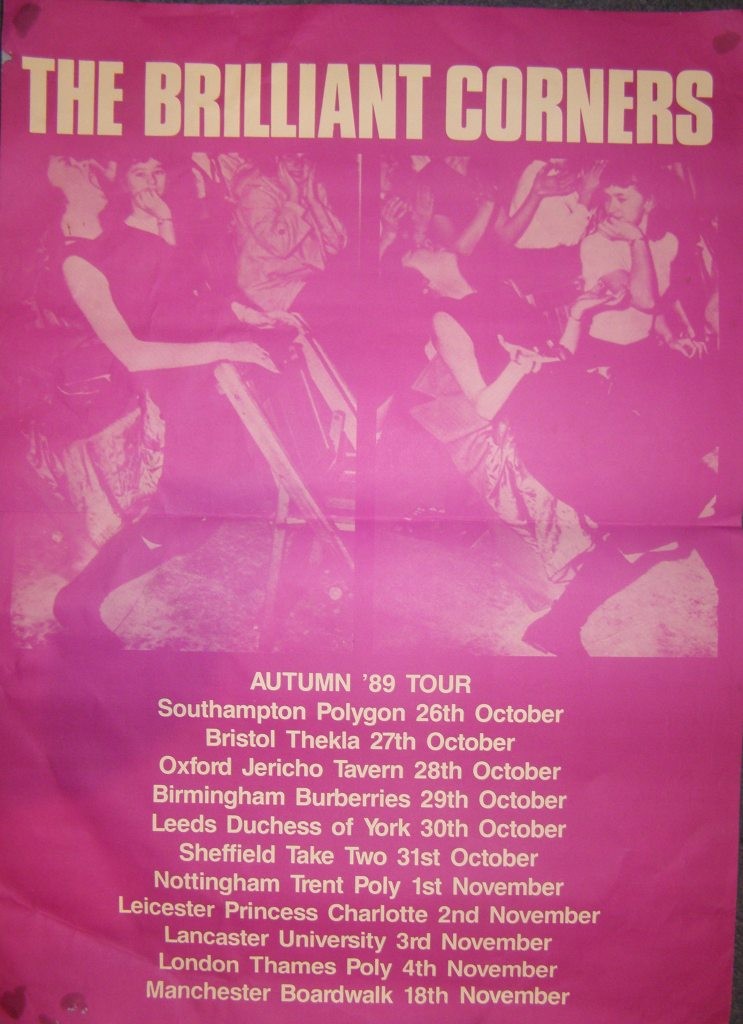 THE BRILLIANT CORNERS
AUTUMN '89 TOUR
Southampton Polygon 26th October
Bristol Thekla 27th October
Oxford Jericho Tavern 28th October
Birmingham Burberries 29th October
Leeds Duchess of York 30th October
Sheffield Take Two 31st October
Nottingham Trent Poly 1st November
Leicester Princess Charlotte 2nd November
Lancaster University 3rd November
London Thames Poly 4th November
Manchester Boardwalk 18th November